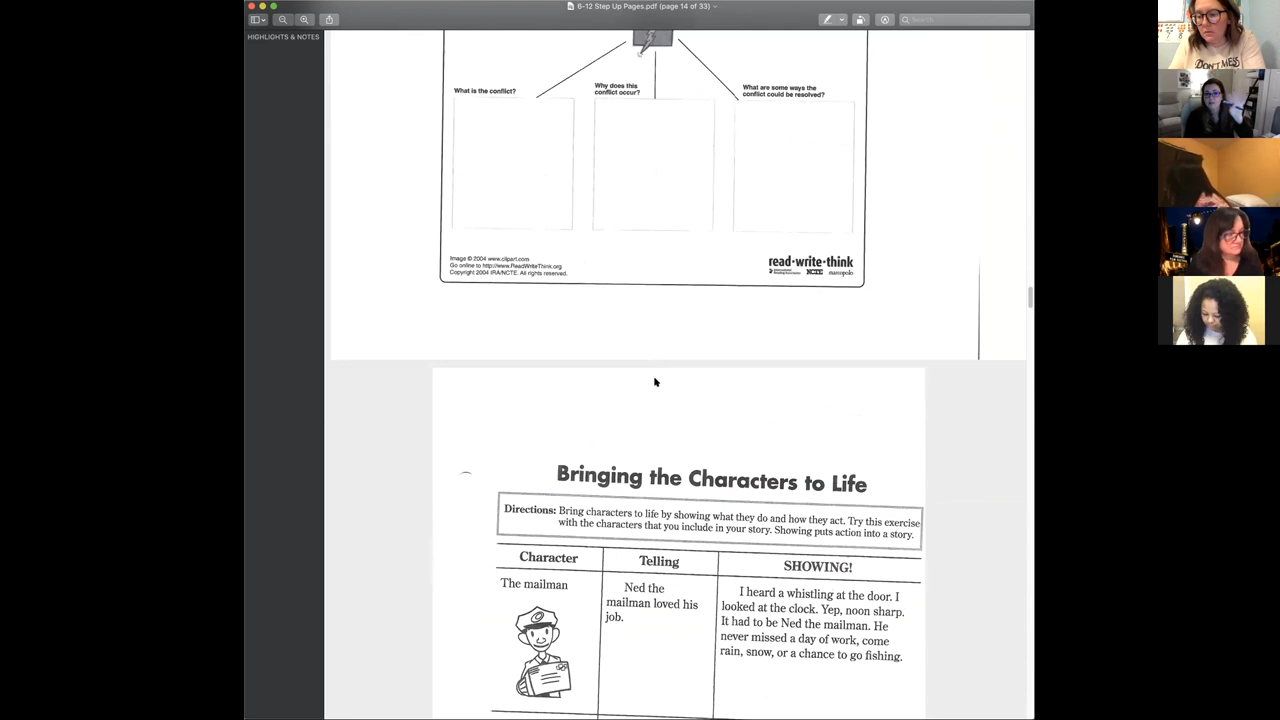 6-12 Step Up Pages.pdf (page 14 of 33)
Search
HIGHLIGHTS & NOTES
DON'T MESS
What is the conflict?
Why does this
conflict occur?
What are some ways the
conflict could be resolved?
Image © 2004 www.clipart.com
Go online to http://www.ReadWriteThink.org
Copyright 2004 IRA/NCTE. All rights reserved.
read•write•think
NCTE
marcopolo
Bringing the Characters to Life
Directions: Bring characters to life by showing what they do and how they act. Try this exercise
with the characters that you include in your story. Showing puts action into a story.
Character
Telling
SHOWING!
The mailman
Ned the
mailman loved his
job.
I heard a whistling at the door. I
looked at the clock. Yep, noon sharp.
It had to be Ned the mailman. He
never missed a day of work, come
rain, snow, or a chance to go fishing.